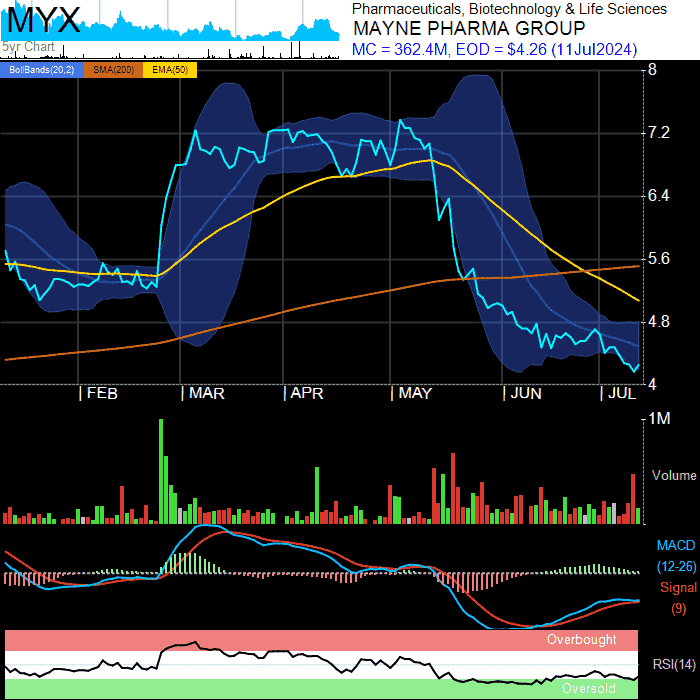 MYX
5yr Chart
Pharmaceuticals, Biotechnology & Life Sciences
MAYNE PHARMA GROUP
MC = 362.4M, EOD = $4.26 (11Jul2024)
BollBands(20,2) SMA(200) EMA(50)
8
7.2
6.4
5.6
4.8
4
FEB MAR APR MAY JUN JUL
1M
Volume
MACD
(12-26)
Signal
(9)
Overbought
RSI(14)
Oversold